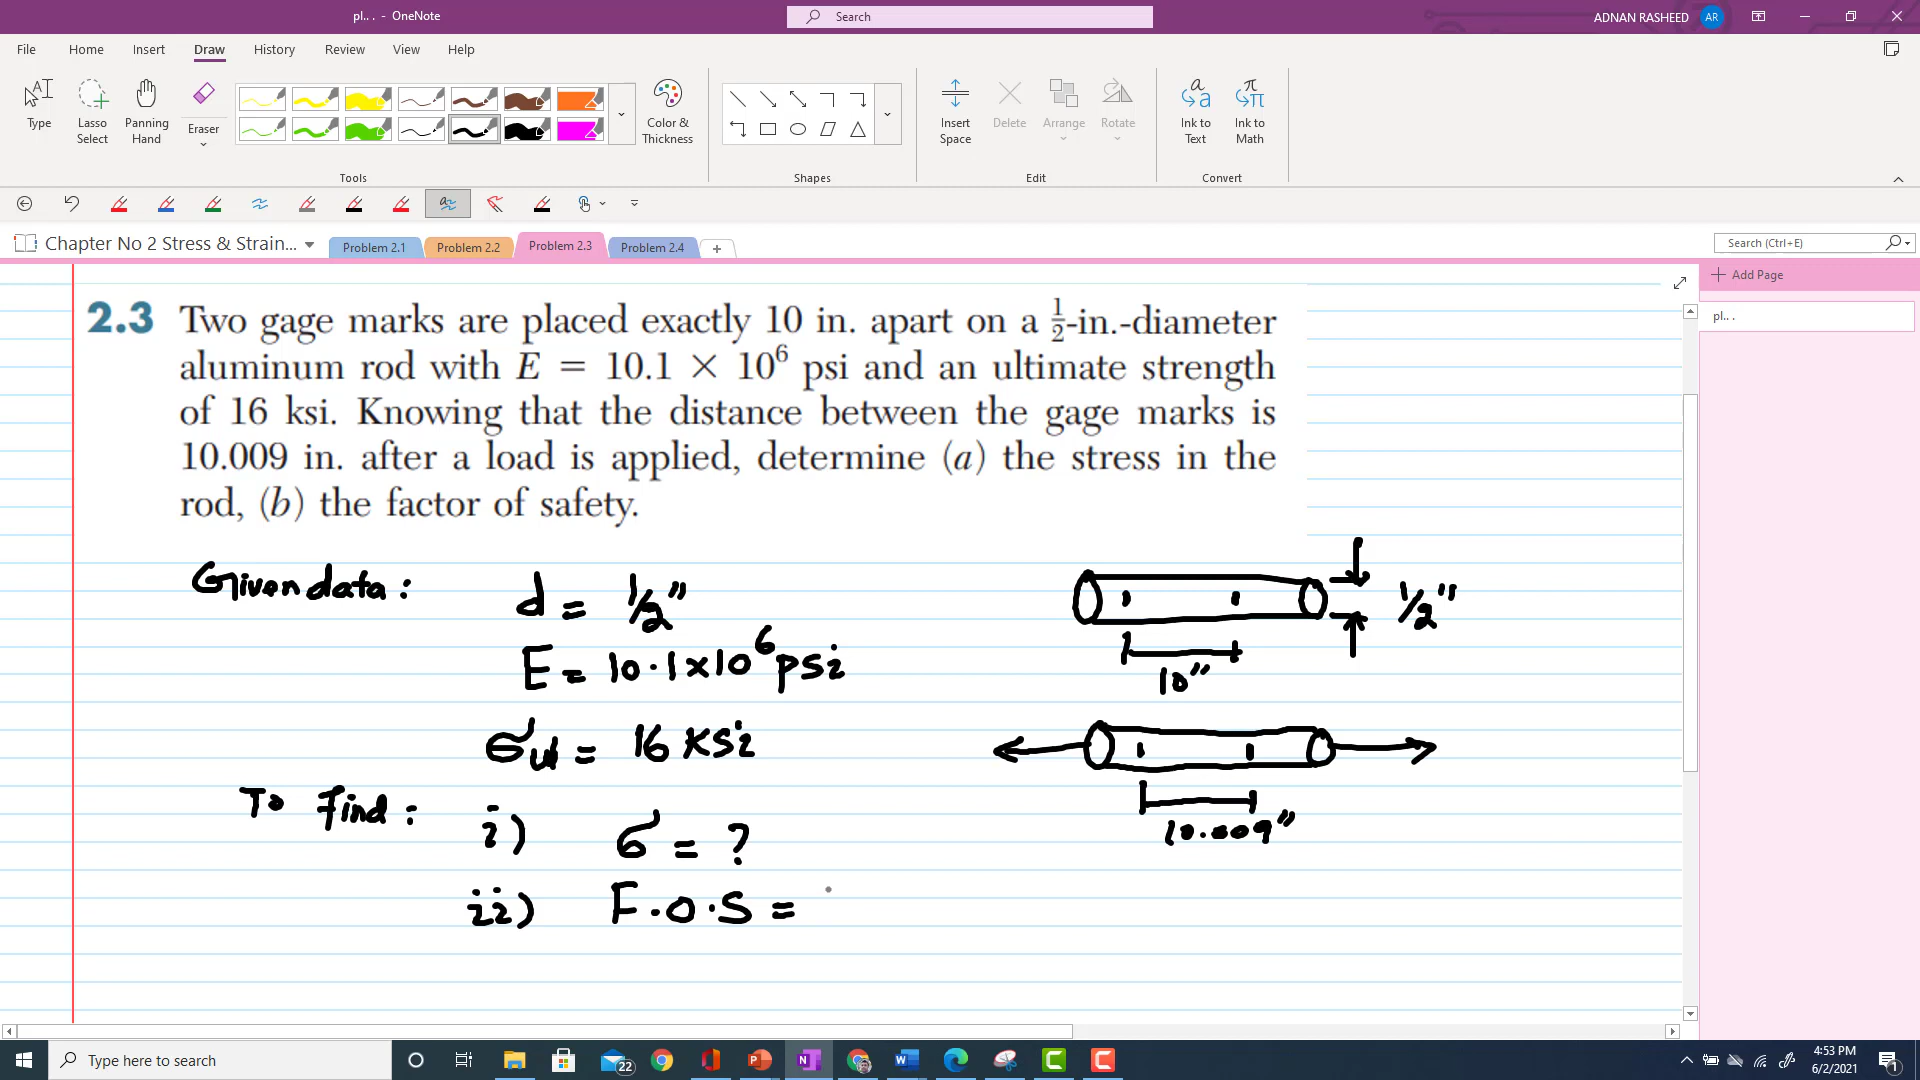 pl.. . - OneNote
Search
ADNAN RASHEED
AR
File Home Insert Draw History Review View Help
Type
Lasso Select
Panning Hand
Eraser
Color & Thickness
Insert Space
Delete
Arrange
Rotate
Ink to Text
Ink to Math
Tools
Shapes
Edit
Convert
Chapter No 2 Stress & Strain...
Problem 2.1
Problem 2.2
Problem 2.3
Problem 2.4
Search (Ctrl+E)
Add Page
pl.. .
2.3 Two gage marks are placed exactly 10 in. apart on a 1/2-in.-diameter
aluminum rod with E = 10.1 × 10⁶ psi and an ultimate strength
of 16 ksi. Knowing that the distance between the gage marks is
10.009 in. after a load is applied, determine (a) the stress in the
rod, (b) the factor of safety.
Given data:
d = 1/2"
E = 10.1x10⁶ psi
σult = 16 ksi
To Find:
i) σ = ?
ii) F.O.S =
1/2"
10"
10.009"
Type here to search
22
4:53 PM
6/2/2021
1